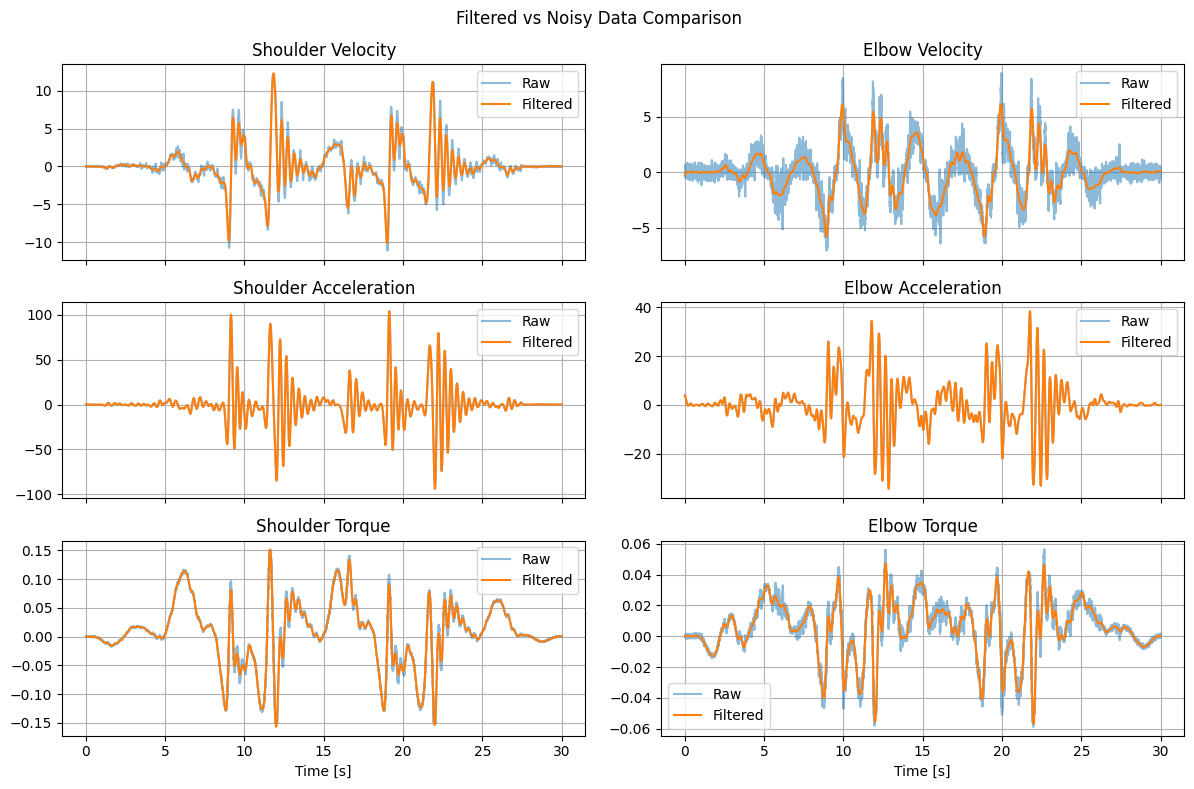 Filtered vs Noisy Data Comparison
Shoulder Velocity
10
5
0
−5
−10
Raw
Filtered
Elbow Velocity
5
0
−5
Raw
Filtered
Shoulder Acceleration
100
50
0
−50
−100
Raw
Filtered
Elbow Acceleration
40
20
0
−20
Raw
Filtered
Shoulder Torque
0.15
0.10
0.05
0.00
−0.05
−0.10
−0.15
Raw
Filtered
0 5 10 15 20 25 30
Time [s]
Elbow Torque
0.06
0.04
0.02
0.00
−0.02
−0.04
−0.06
Raw
Filtered
0 5 10 15 20 25 30
Time [s]